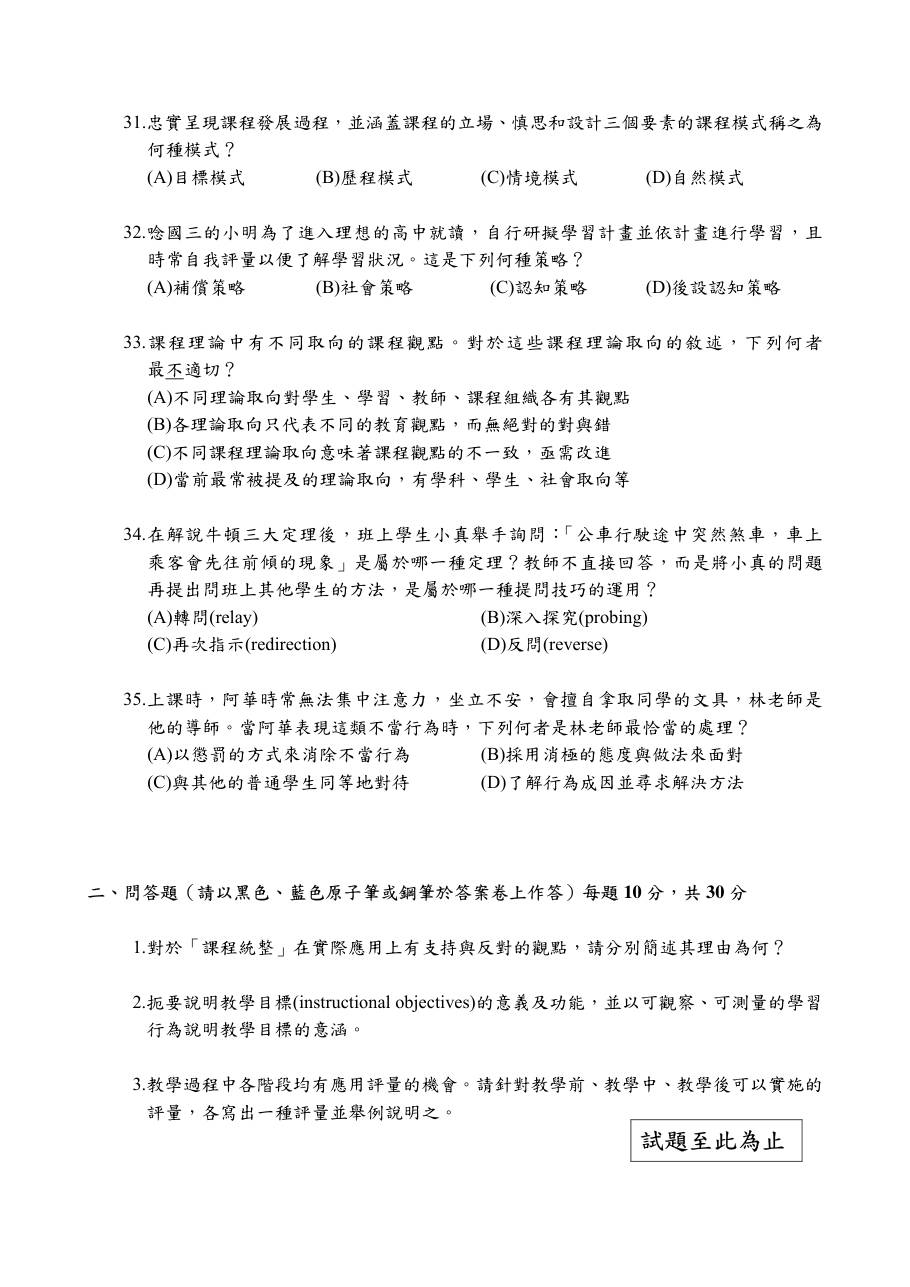 31.忠實呈現課程發展過程，並涵蓋課程的立場、慎思和設計三個要素的課程模式稱之為
何種模式？
(A)目標模式 (B)歷程模式 (C)情境模式 (D)自然模式
32.唸國三的小明為了進入理想的高中就讀，自行研擬學習計畫並依計畫進行學習，且
時常自我評量以便了解學習狀況。這是下列何種策略？
(A)補償策略 (B)社會策略 (C)認知策略 (D)後設認知策略
33.課程理論中有不同取向的課程觀點。對於這些課程理論取向的敘述，下列何者
最不適切？
(A)不同理論取向對學生、學習、教師、課程組織各有其觀點
(B)各理論取向只代表不同的教育觀點，而無絕對的對與錯
(C)不同課程理論取向意味著課程觀點的不一致，亟需改進
(D)當前最常被提及的理論取向，有學科、學生、社會取向等
34.在解說牛頓三大定理後，班上學生小真舉手詢問：「公車行駛途中突然煞車，車上
乘客會先往前傾的現象」是屬於哪一種定理？教師不直接回答，而是將小真的問題
再提出問班上其他學生的方法，是屬於哪一種提問技巧的運用？
(A)轉問(relay) (B)深入探究(probing)
(C)再次指示(redirection) (D)反問(reverse)
35.上課時，阿華時常無法集中注意力，坐立不安，會擅自拿取同學的文具，林老師是
他的導師。當阿華表現這類不當行為時，下列何者是林老師最恰當的處理？
(A)以懲罰的方式來消除不當行為 (B)採用消極的態度與做法來面對
(C)與其他的普通學生同等地對待 (D)了解行為成因並尋求解決方法
二、問答題（請以黑色、藍色原子筆或鋼筆於答案卷上作答）每題 10 分，共 30 分
1.對於「課程統整」在實際應用上有支持與反對的觀點，請分別簡述其理由為何？
2.扼要說明教學目標(instructional objectives)的意義及功能，並以可觀察、可測量的學習
行為說明教學目標的意涵。
3.教學過程中各階段均有應用評量的機會。請針對教學前、教學中、教學後可以實施的
評量，各寫出一種評量並舉例說明之。
試題至此為止